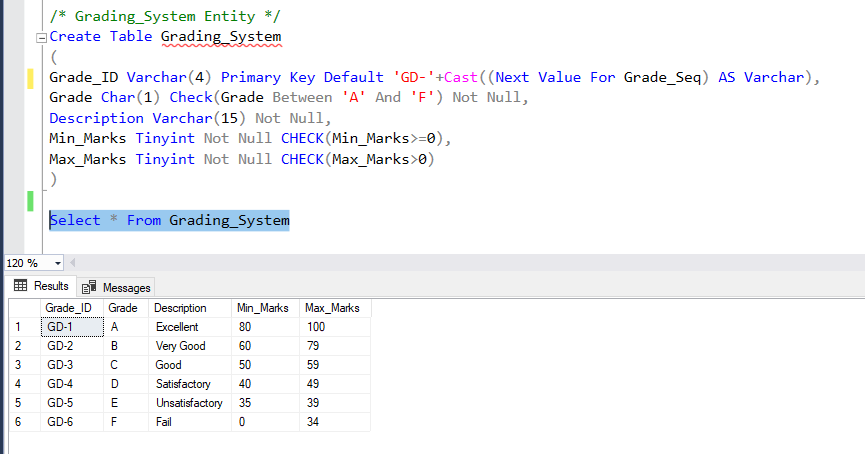 /* Grading_System Entity */
Create Table Grading_System
(
Grade_ID Varchar(4) Primary Key Default 'GD-'+Cast((Next Value For Grade_Seq) AS Varchar),
Grade Char(1) Check(Grade Between 'A' And 'F') Not Null,
Description Varchar(15) Not Null,
Min_Marks Tinyint Not Null CHECK(Min_Marks>=0),
Max_Marks Tinyint Not Null CHECK(Max_Marks>0)
)
Select * From Grading_System
120 %
Results Messages
Grade_ID Grade Description Min_Marks Max_Marks
1 GD-1 A Excellent 80 100
2 GD-2 B Very Good 60 79
3 GD-3 C Good 50 59
4 GD-4 D Satisfactory 40 49
5 GD-5 E Unsatisfactory 35 39
6 GD-6 F Fail 0 34